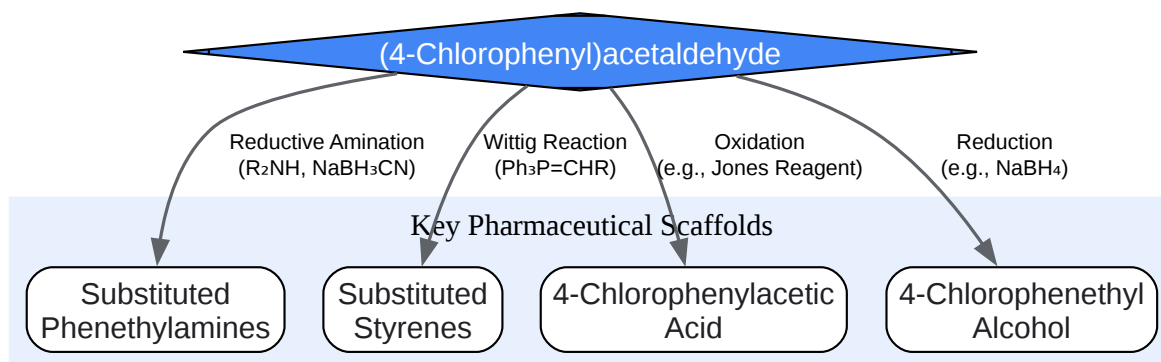 (4-Chlorophenyl)acetaldehyde
Reductive Amination
(R₂NH, NaBH₃CN)
Wittig Reaction
(Ph₃P=CHR)
Oxidation
(e.g., Jones Reagent)
Reduction
(e.g., NaBH₄)
Key Pharmaceutical Scaffolds
Substituted
Phenethylamines
Substituted
Styrenes
4-Chlorophenylacetic
Acid
4-Chlorophenethyl
Alcohol